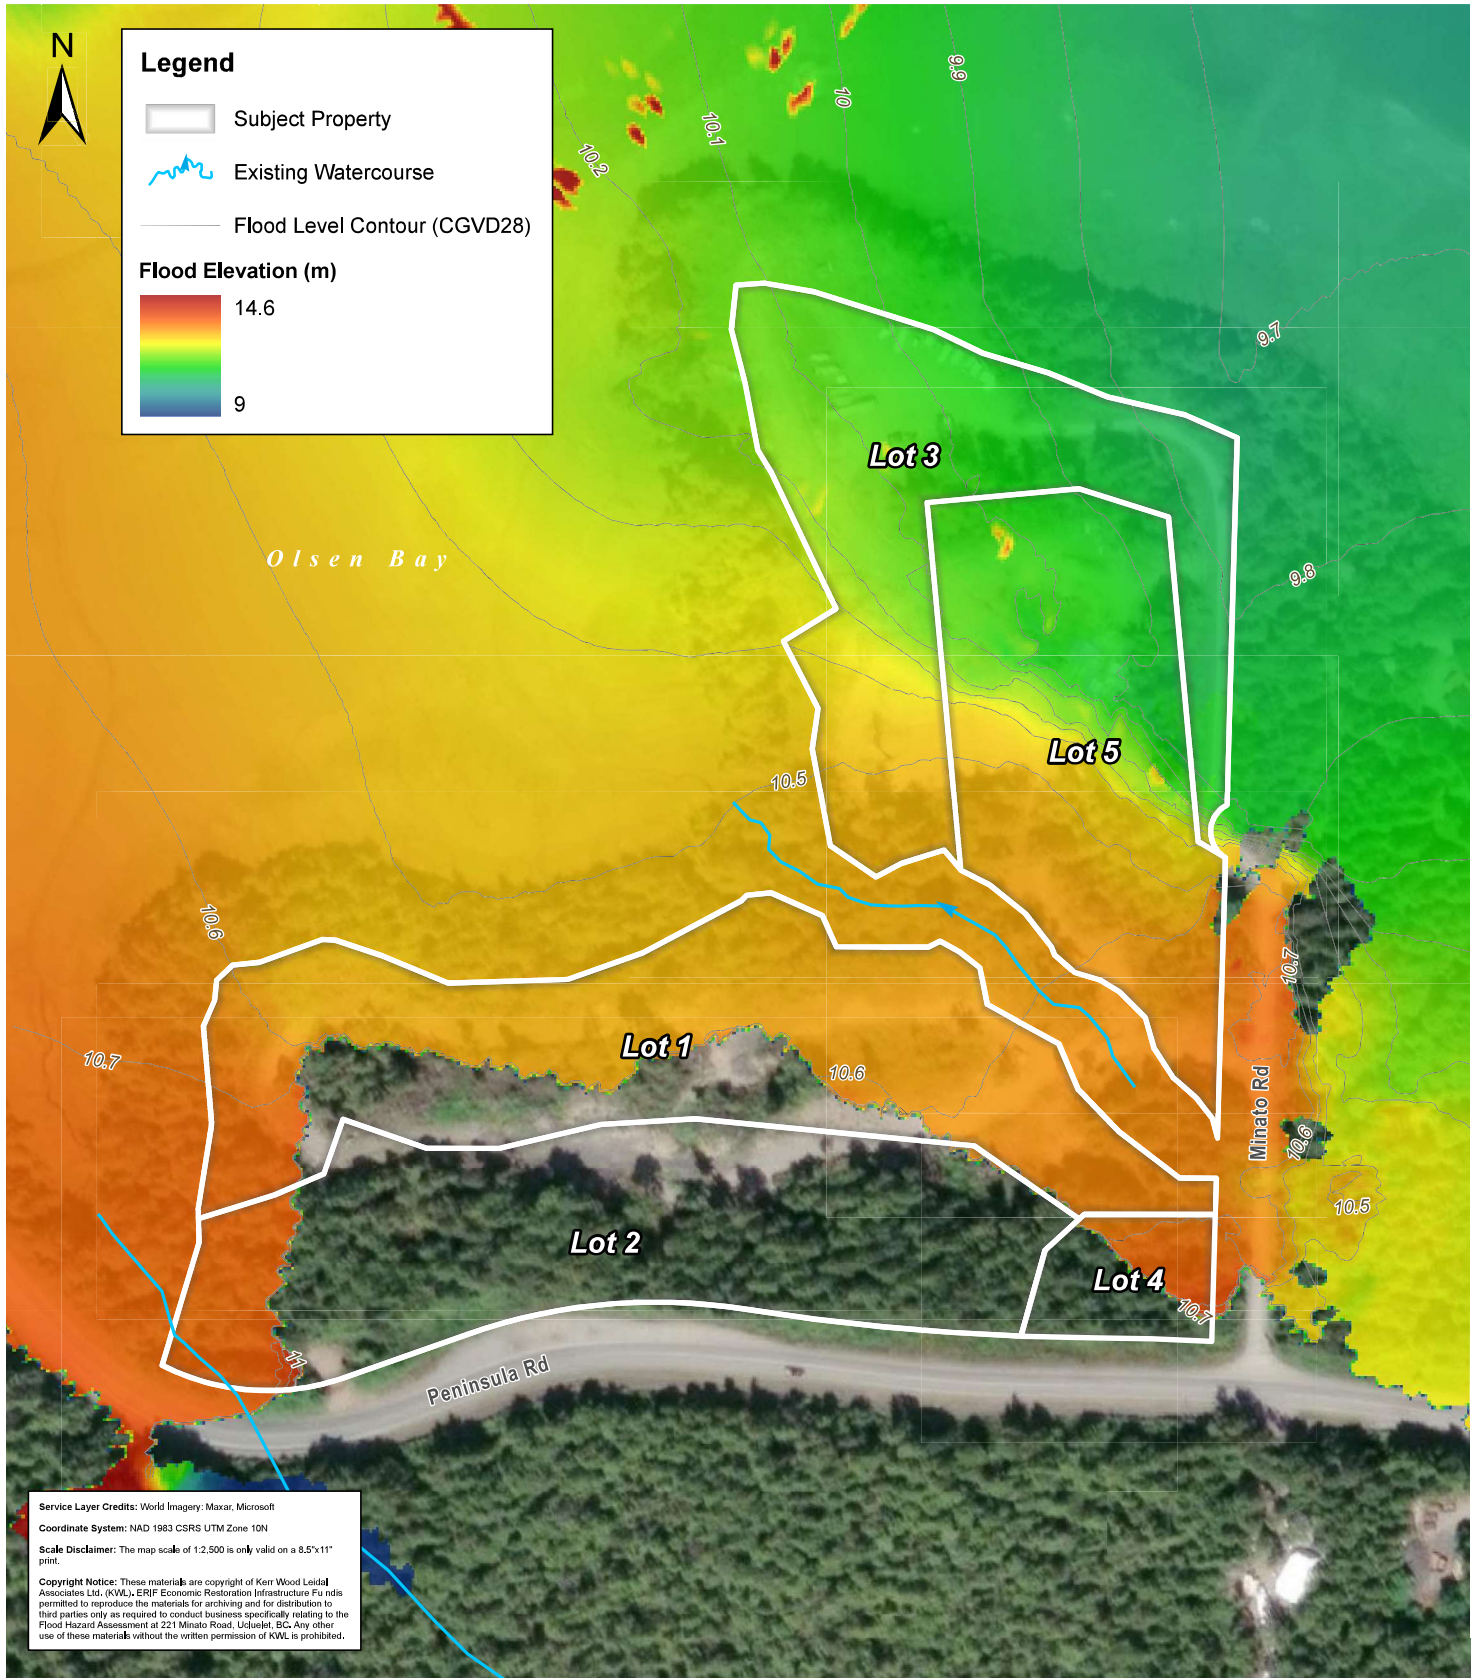 N
Legend
Subject Property
Existing Watercourse
Flood Level Contour (CGVD28)
Flood Elevation (m)
14.6
9
9.9
10
10.1
10.2
9.7
Lot 3
Olsen Bay
9.8
Lot 5
10.5
10.6
10.7
Lot 1
10.7
10.6
Minato Rd
10.6
10.5
Lot 2
Lot 4
10.7
11
Peninsula Rd
Service Layer Credits: World Imagery: Maxar, Microsoft
Coordinate System: NAD 1983 CSRS UTM Zone 10N
Scale Disclaimer: The map scale of 1:2,500 is only valid on a 8.5"x11"
print.
Copyright Notice: These materials are copyright of Kerr Wood Leidal
Associates Ltd. (KWL). ERIF Economic Restoration Infrastructure Fu ndis
permitted to reproduce the materials for archiving and for distribution to
third parties only as required to conduct business specifically relating to the
Flood Hazard Assessment at 221 Minato Road, Ucluelet, BC. Any other
use of these materials without the written permission of KWL is prohibited.